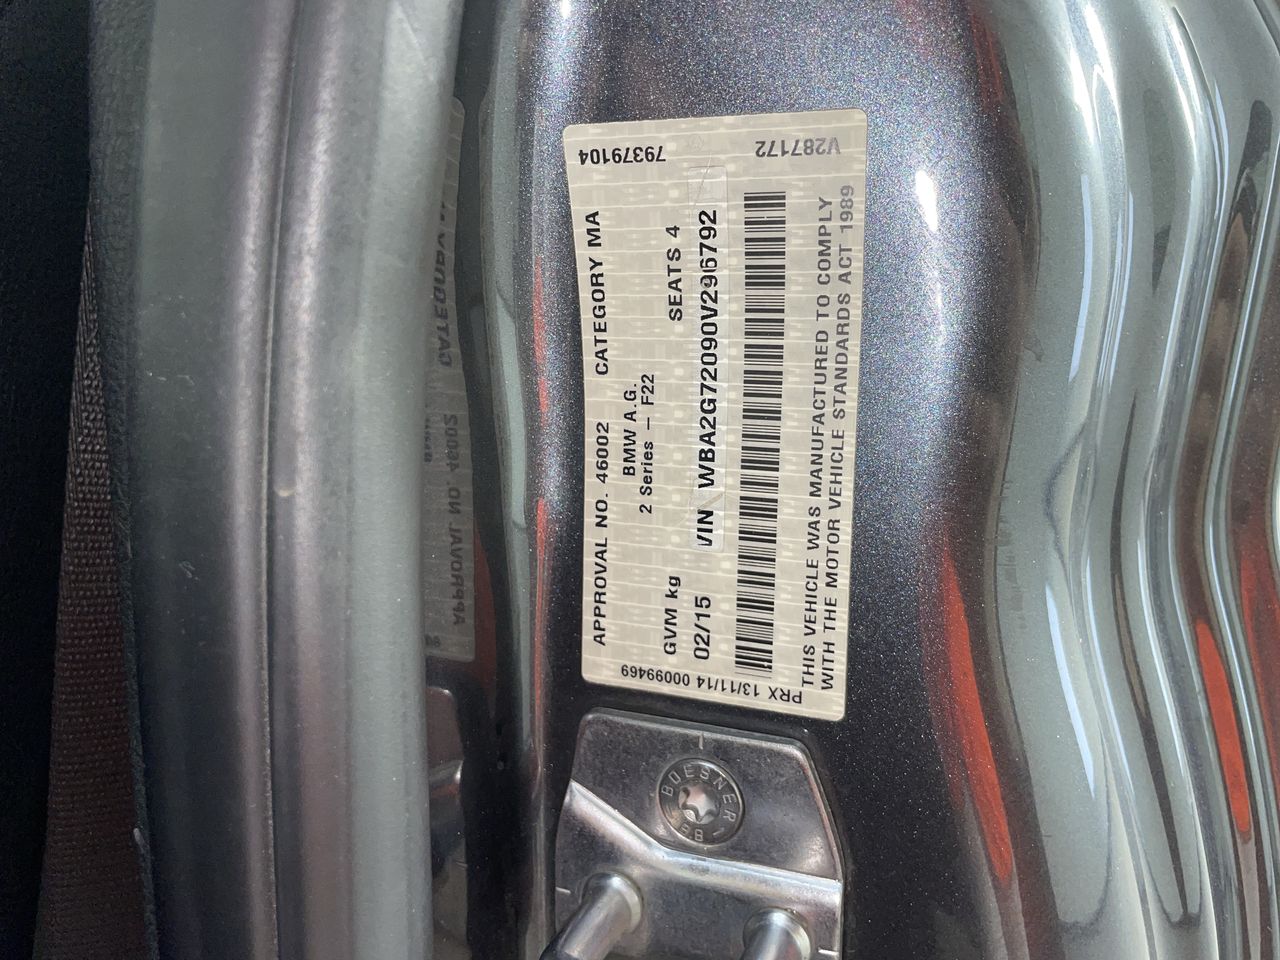 APPROVAL NO. 46002 CATEGORY MA
BMW A.G.
2 Series — F22
GVM kg SEATS 4
02/15 VIN WBA2G72090V296792
THIS VEHICLE WAS MANUFACTURED TO COMPLY
WITH THE MOTOR VEHICLE STANDARDS ACT 1989
PRX 13/11/14 00099469
79379104
V287172
BOESNER